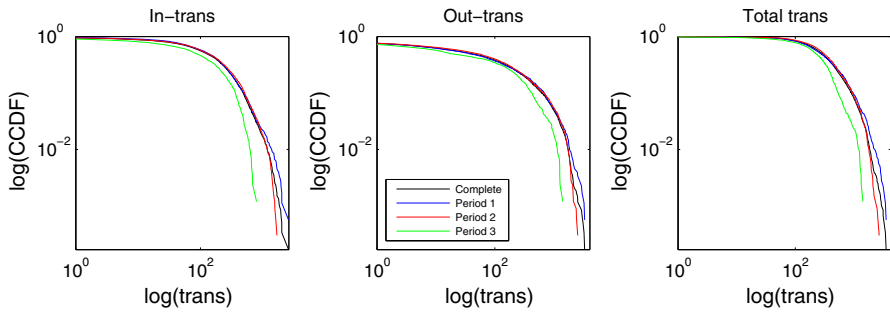 In−trans
10^0
10^−2
log(CCDF)
10^0
10^2
log(trans)
Out−trans
10^0
10^−2
log(CCDF)
Complete
Period 1
Period 2
Period 3
10^0
10^2
log(trans)
Total trans
10^0
10^−2
log(CCDF)
10^0
10^2
log(trans)